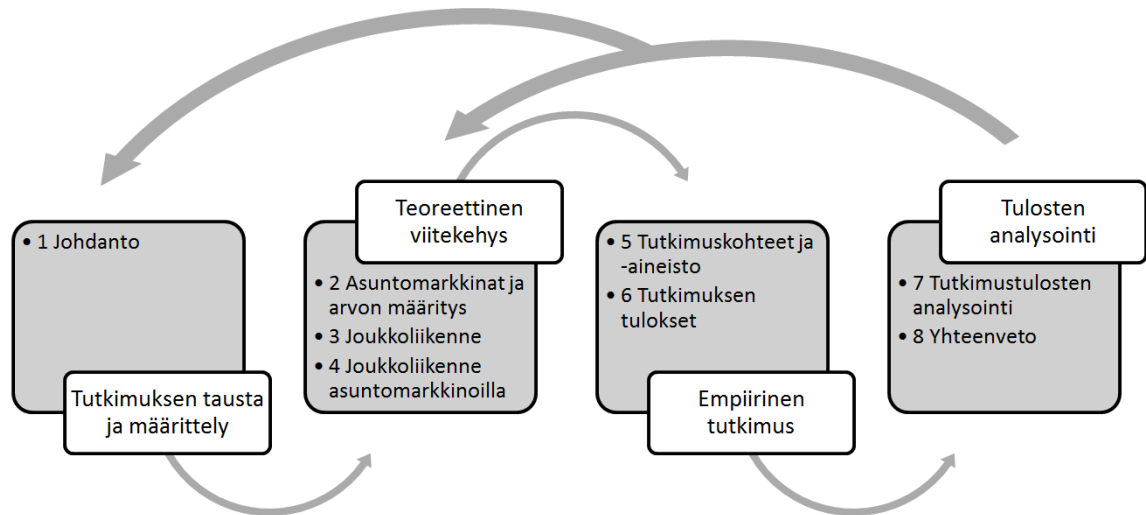 • 1 Johdanto
Tutkimuksen tausta
ja määrittely
Teoreettinen
viitekehys
• 2 Asuntomarkkinat ja
arvon määritys
• 3 Joukkoliikenne
• 4 Joukkoliikenne
asuntomarkkinoilla
• 5 Tutkimuskohteet ja
-aineisto
• 6 Tutkimuksen
tulokset
Empiirinen
tutkimus
Tulosten
analysointi
• 7 Tutkimustulosten
analysointi
• 8 Yhteenveto